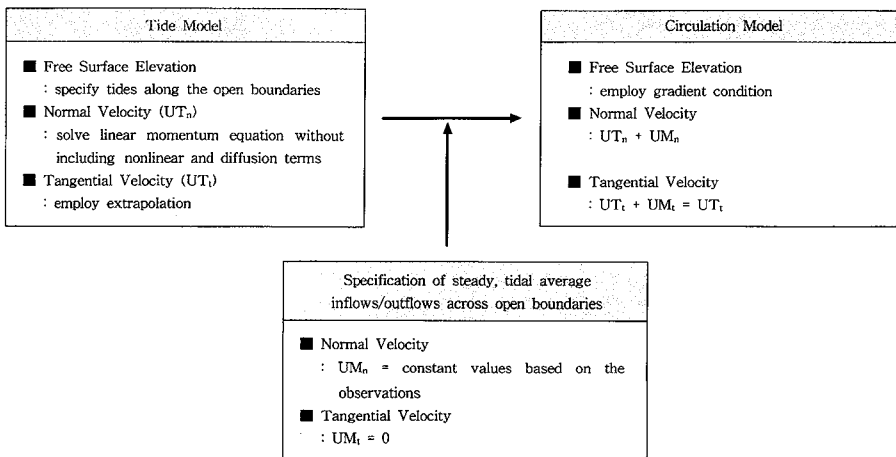 Tide Model
■ Free Surface Elevation
: specify tides along the open boundaries
■ Normal Velocity (UTₙ)
: solve linear momentum equation without
including nonlinear and diffusion terms
■ Tangential Velocity (UTₜ)
: employ extrapolation
Circulation Model
■ Free Surface Elevation
: employ gradient condition
■ Normal Velocity
: UTₙ + UMₙ
■ Tangential Velocity
: UTₜ + UMₜ = UTₜ
Specification of steady, tidal average
inflows/outflows across open boundaries
■ Normal Velocity
: UMₙ = constant values based on the
observations
■ Tangential Velocity
: UMₜ = 0